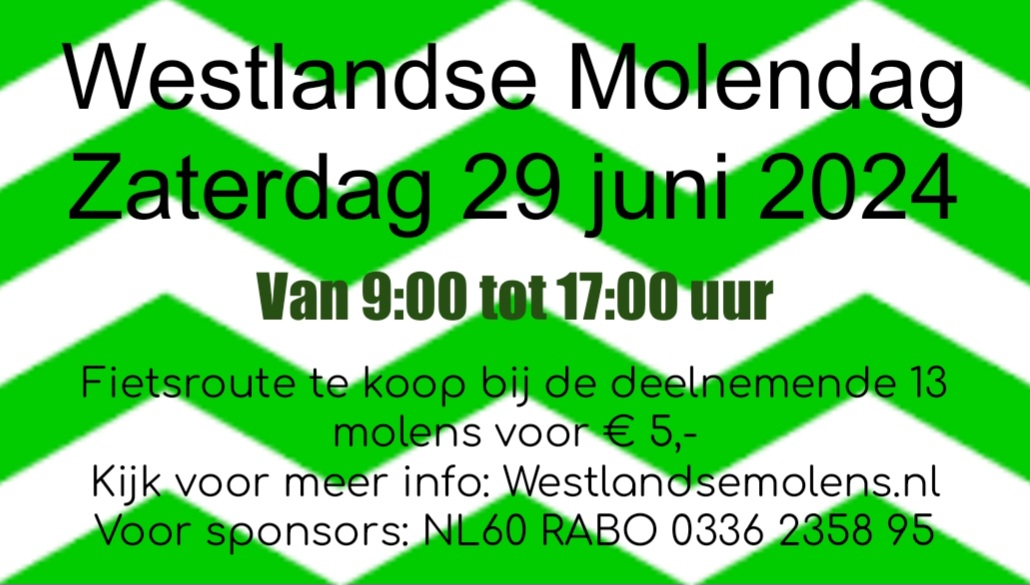 Westlandse Molendag
Zaterdag 29 juni 2024
Van 9:00 tot 17:00 uur
Fietsroute te koop bij de deelnemende 13
molens voor € 5,-
Kijk voor meer info: Westlandsemolens.nl
Voor sponsors: NL60 RABO 0336 2358 95